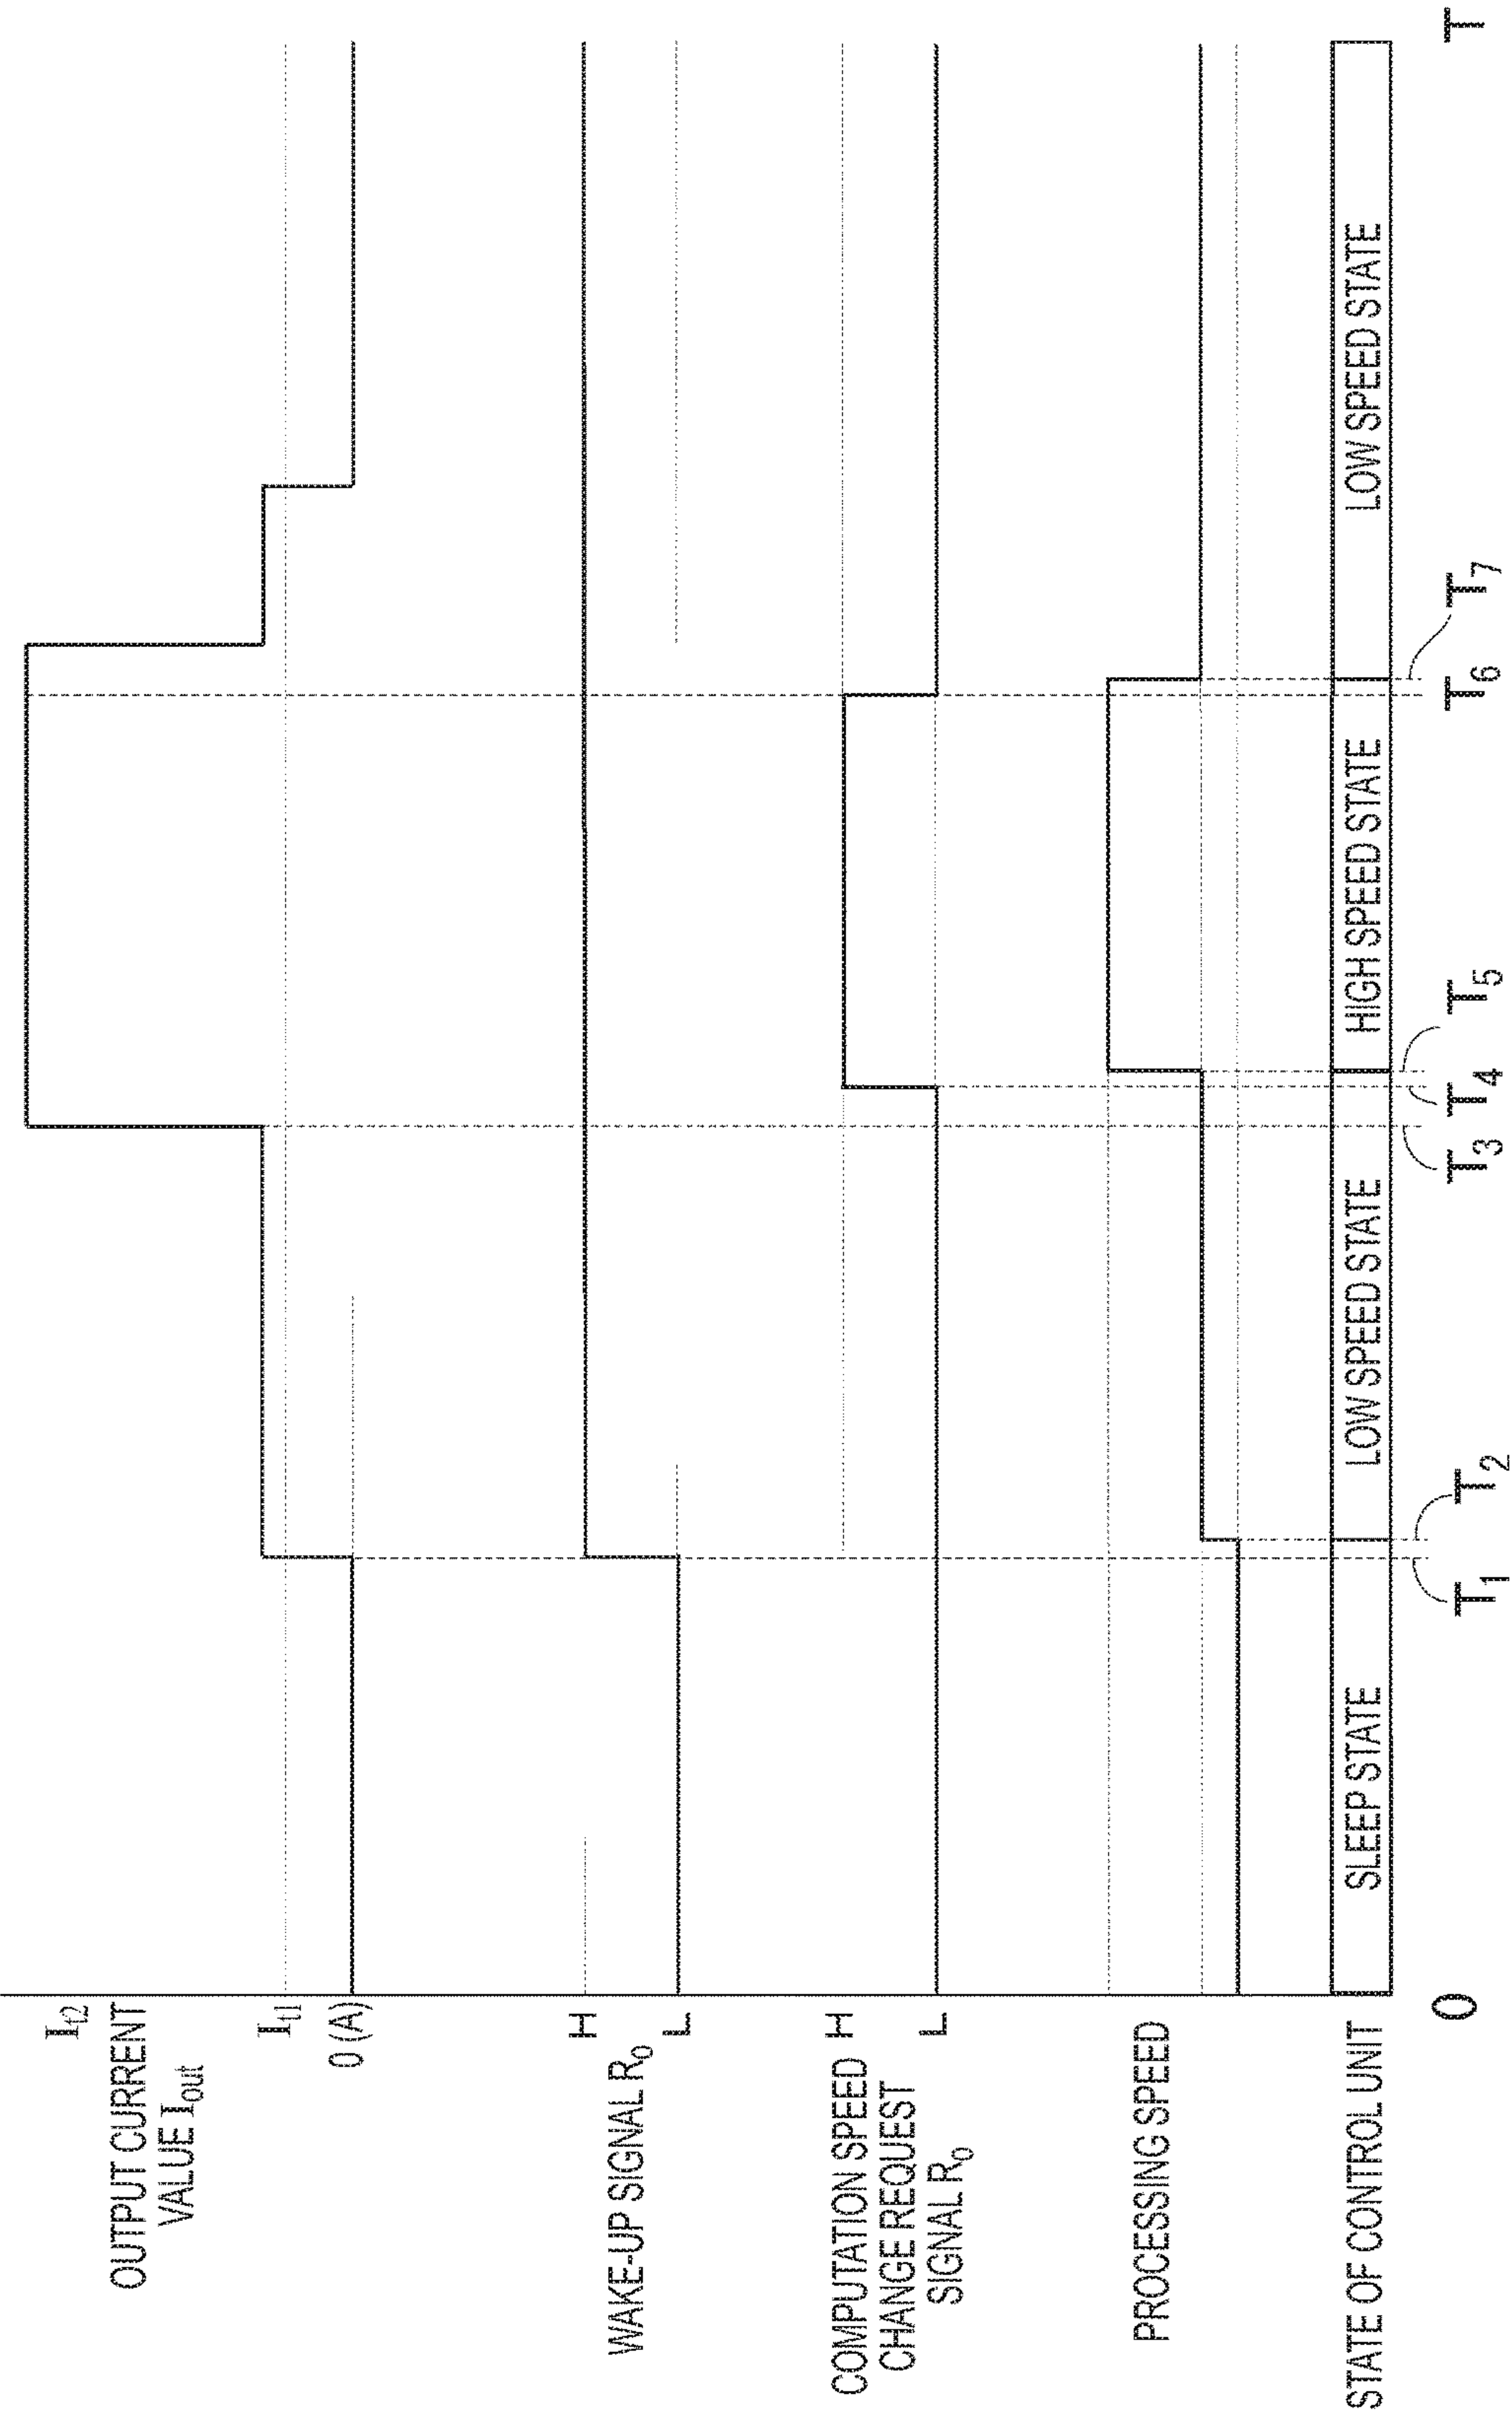 OUTPUT CURRENT
VALUE Iout
It2
It1
0 (A)
WAKE-UP SIGNAL R0
H
L
COMPUTATION SPEED
CHANGE REQUEST
SIGNAL R0
H
L
PROCESSING SPEED
STATE OF CONTROL UNIT
SLEEP STATE
LOW SPEED STATE
HIGH SPEED STATE
LOW SPEED STATE
0
T1
T2
T3
T4
T5
T6
T7
T